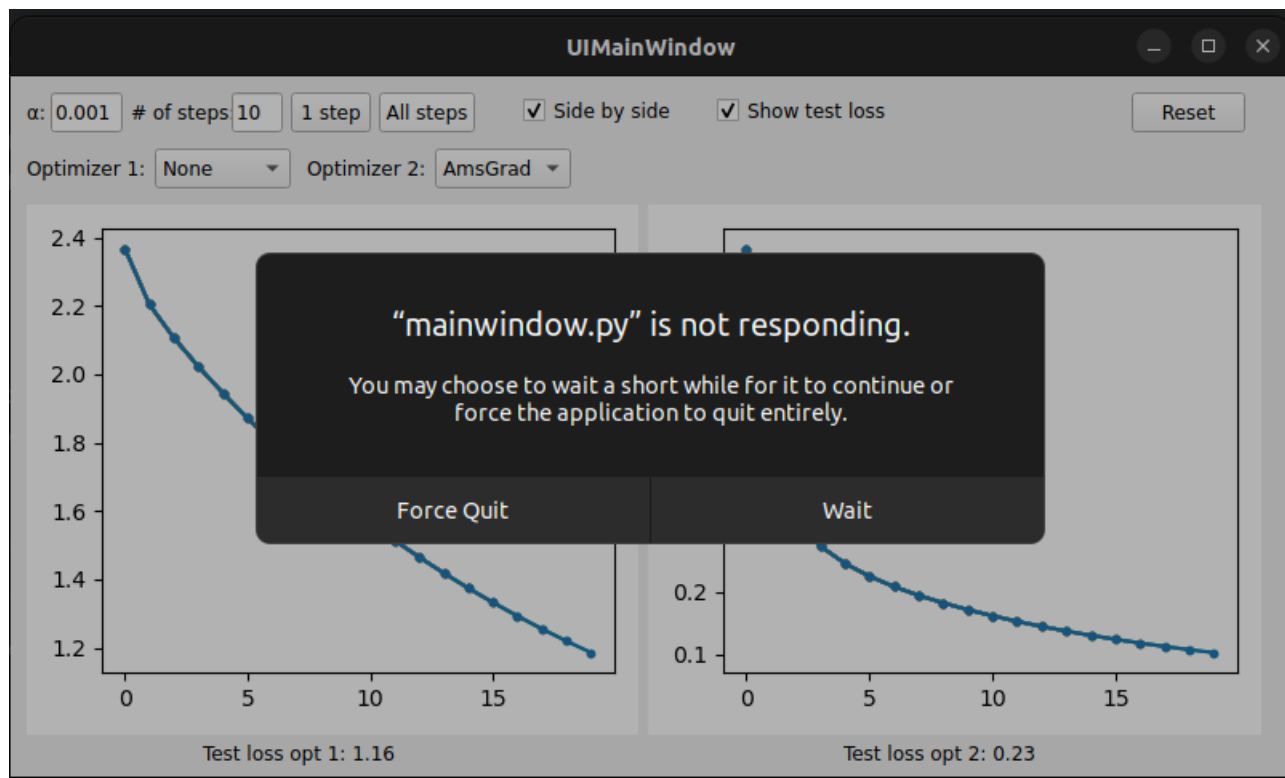 UIMainWindow
α: 0.001 # of steps: 10 1 step All steps Side by side Show test loss Reset
Optimizer 1: None Optimizer 2: AmsGrad
2.4
2.2
2.0
1.8
1.6
1.4
1.2
0 5 10 15
“mainwindow.py” is not responding.
You may choose to wait a short while for it to continue or
force the application to quit entirely.
Force Quit Wait
0.2
0.1
0 5 10 15
Test loss opt 1: 1.16 Test loss opt 2: 0.23